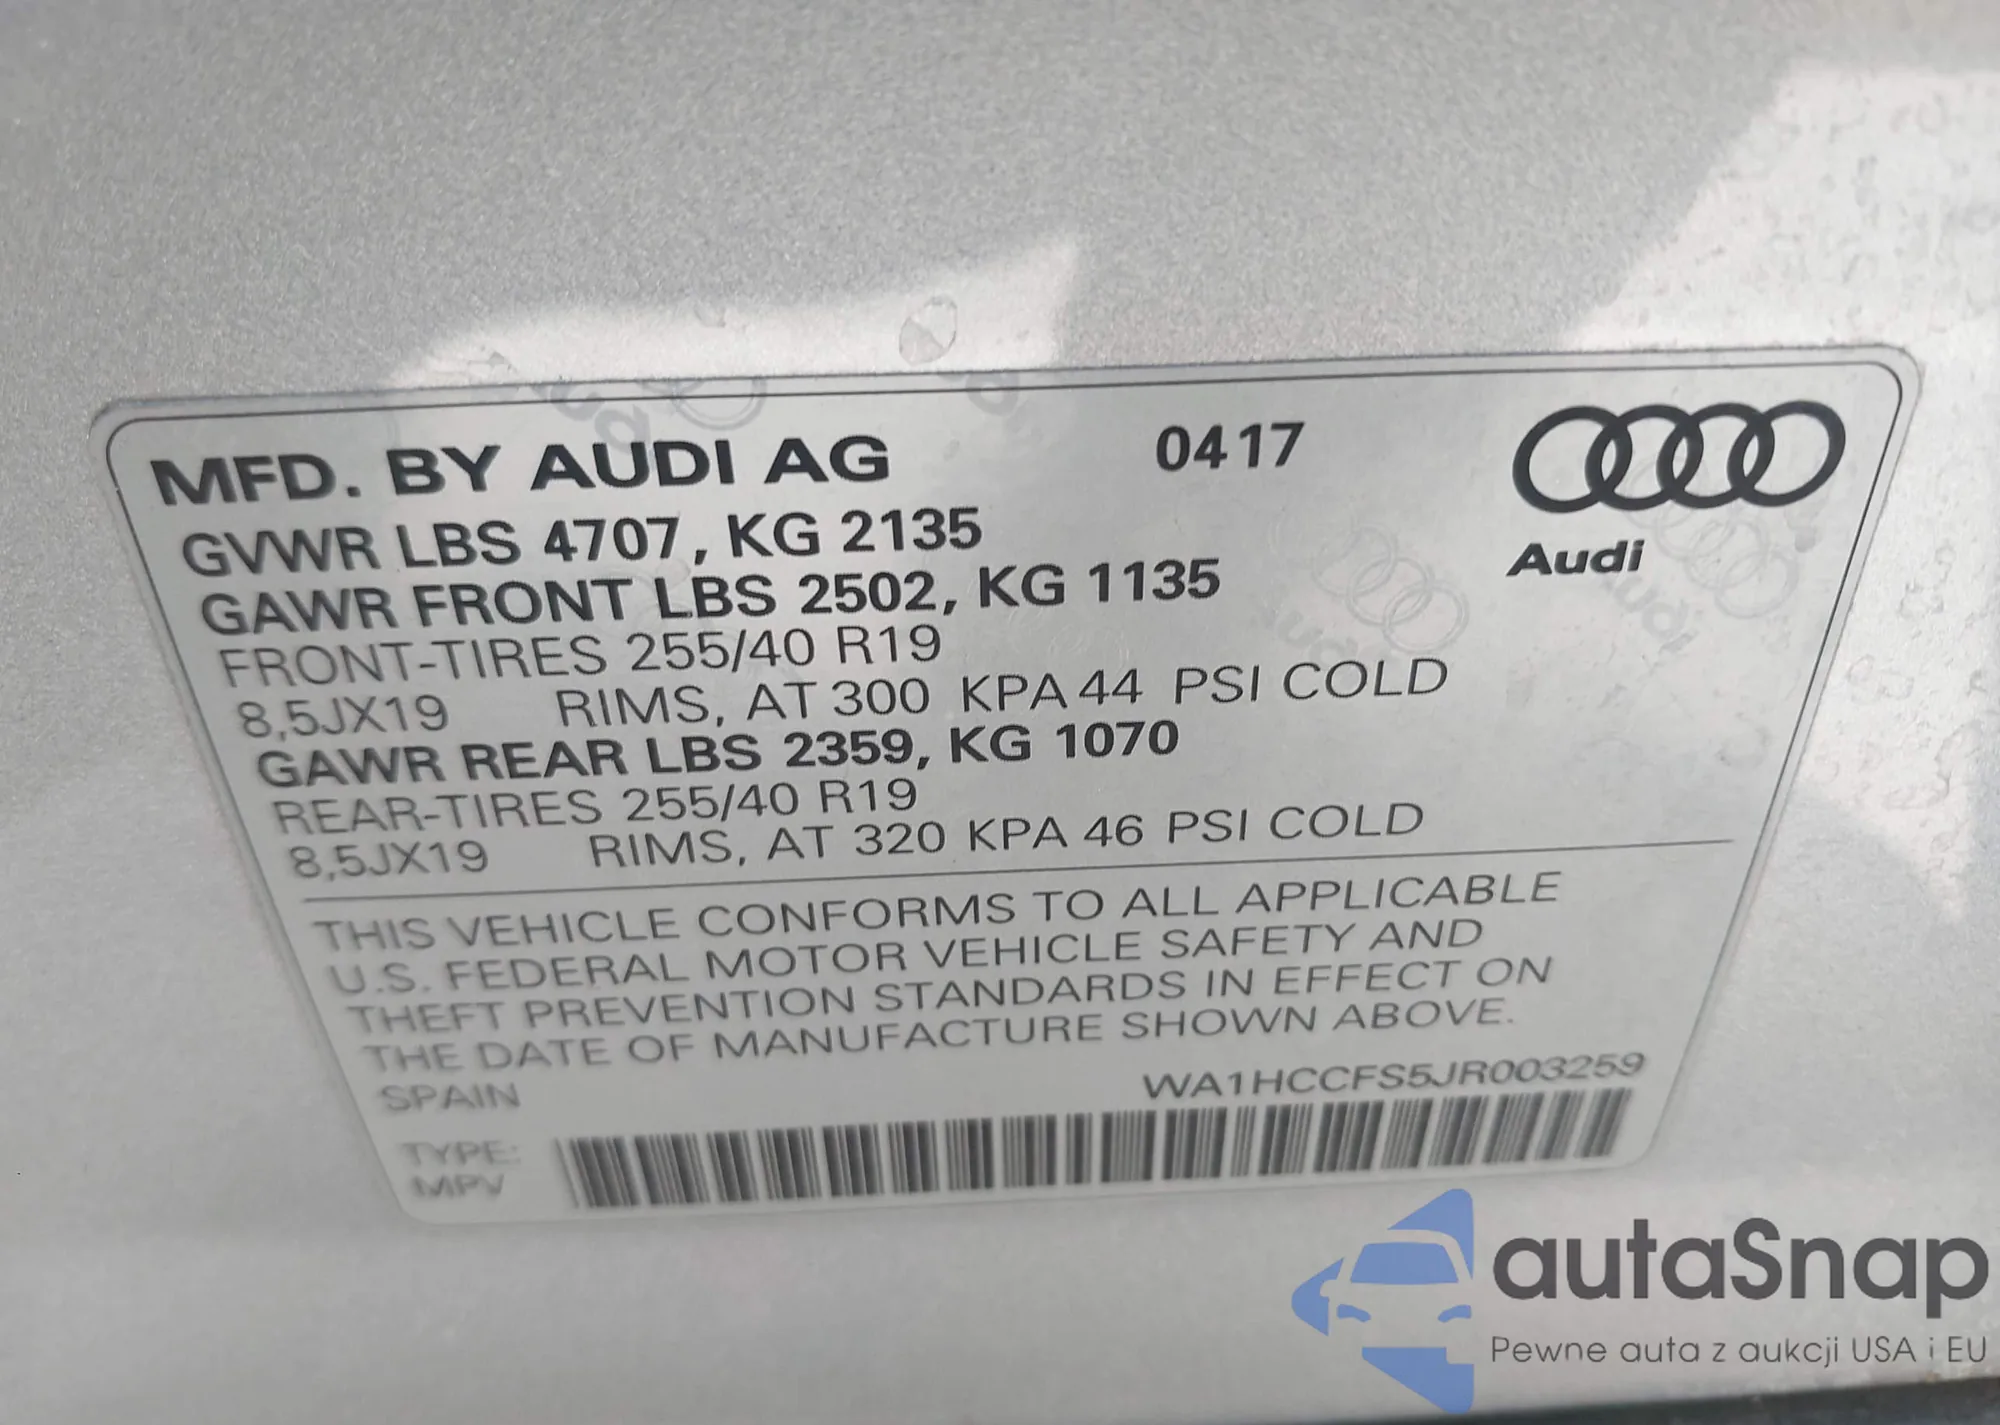 MFD. BY AUDI AG 0417
Audi
GVWR LBS 4707, KG 2135
GAWR FRONT LBS 2502, KG 1135
FRONT-TIRES 255/40 R19
8,5JX19 RIMS, AT 300 KPA 44 PSI COLD
GAWR REAR LBS 2359, KG 1070
REAR-TIRES 255/40 R19
8,5JX19 RIMS, AT 320 KPA 46 PSI COLD
THIS VEHICLE CONFORMS TO ALL APPLICABLE
U.S. FEDERAL MOTOR VEHICLE SAFETY AND
THEFT PREVENTION STANDARDS IN EFFECT ON
THE DATE OF MANUFACTURE SHOWN ABOVE.
SPAIN WA1HCCFS5JR003259
TYPE:
MPV
autaSnap
Pewne auta z aukcji USA i EU